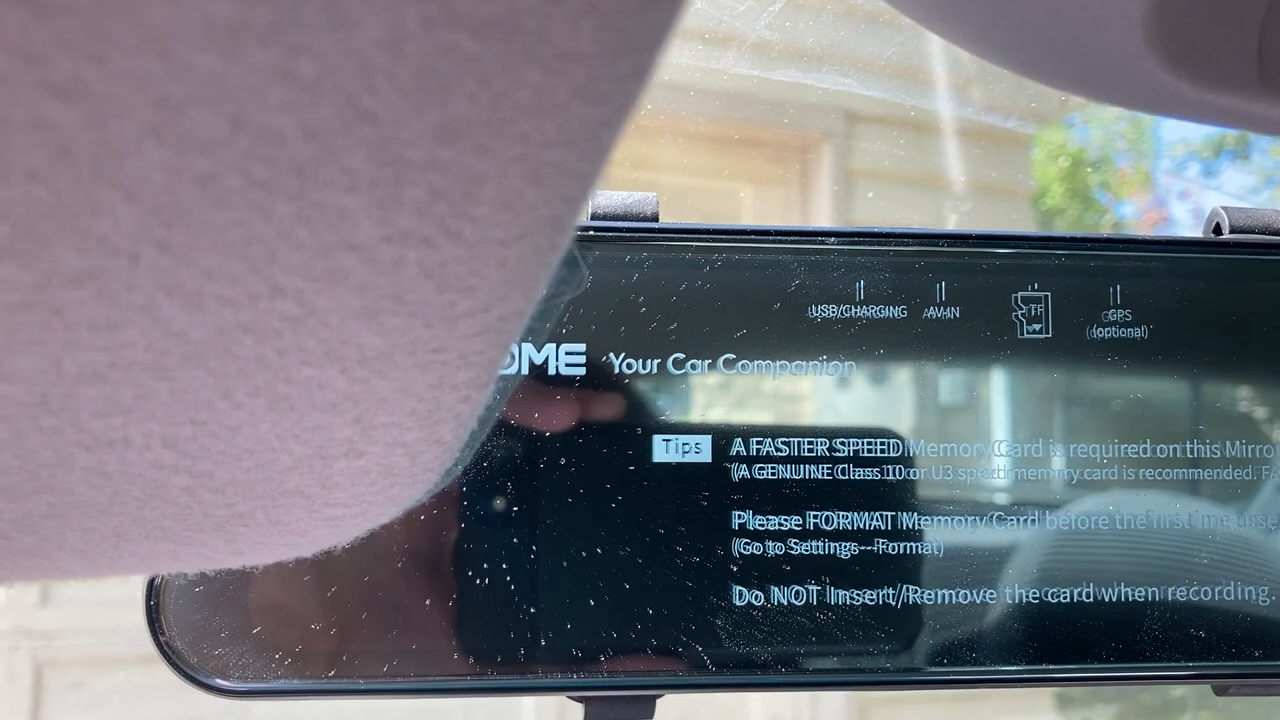 USB/CHARGING AV-IN TF GPS
(optional)
OME Your Car Companion
Tips A FASTER SPEED Memory Card is required on this Mirro
(A GENUINE Class 10 or U3 speed memory card is recommended. FA
Please FORMAT Memory Card before the first time use
(Go to Settings--Format)
Do NOT Insert/Remove the card when recording.